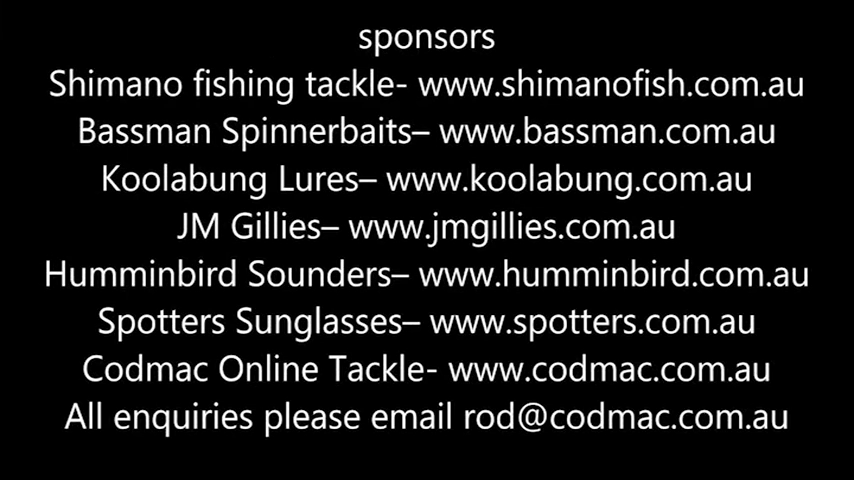 sponsors
Shimano fishing tackle- www.shimanofish.com.au
Bassman Spinnerbaits– www.bassman.com.au
Koolabung Lures– www.koolabung.com.au
JM Gillies– www.jmgillies.com.au
Humminbird Sounders– www.humminbird.com.au
Spotters Sunglasses– www.spotters.com.au
Codmac Online Tackle- www.codmac.com.au
All enquiries please email rod@codmac.com.au